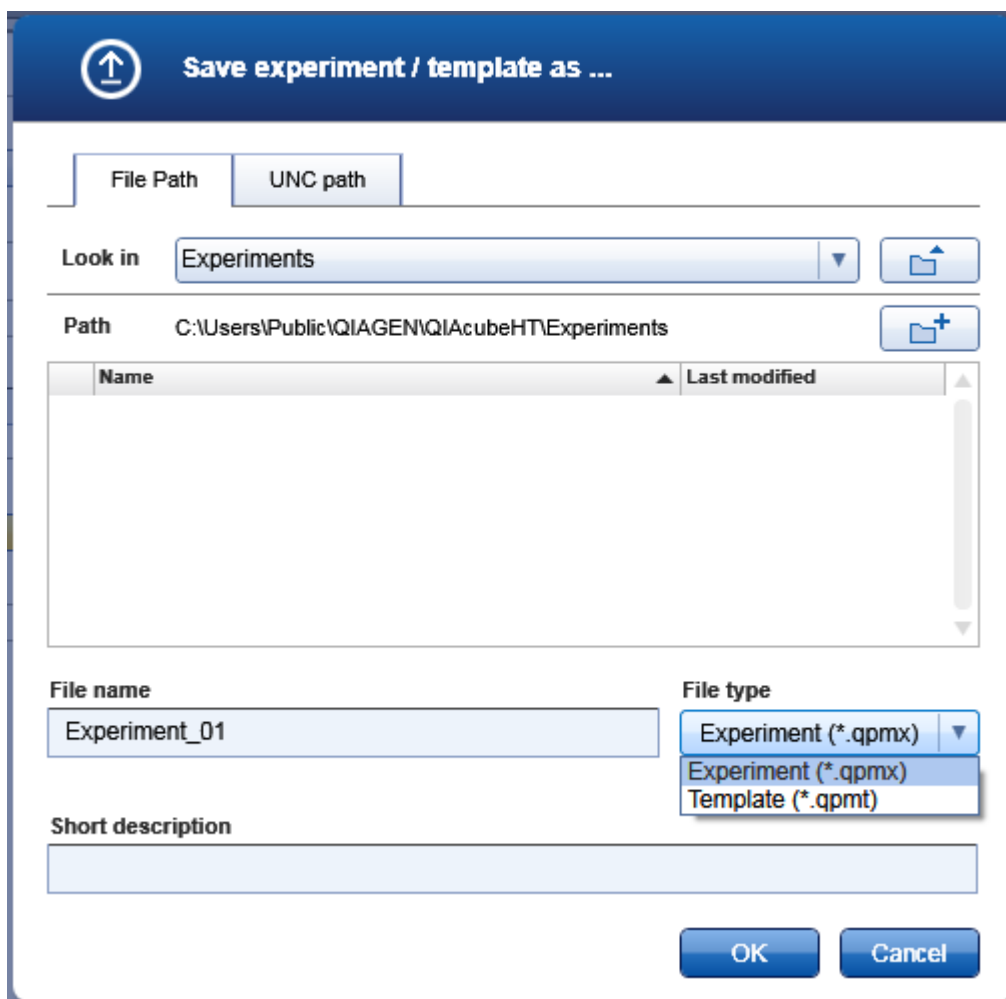 Save experiment / template as ...
File Path UNC path
Look in Experiments
Path C:\Users\Public\QIAGEN\QIAcubeHT\Experiments
Name Last modified
File name File type
Experiment_01 Experiment (*.qpmx)
Experiment (*.qpmx)
Template (*.qpmt)
Short description
OK Cancel